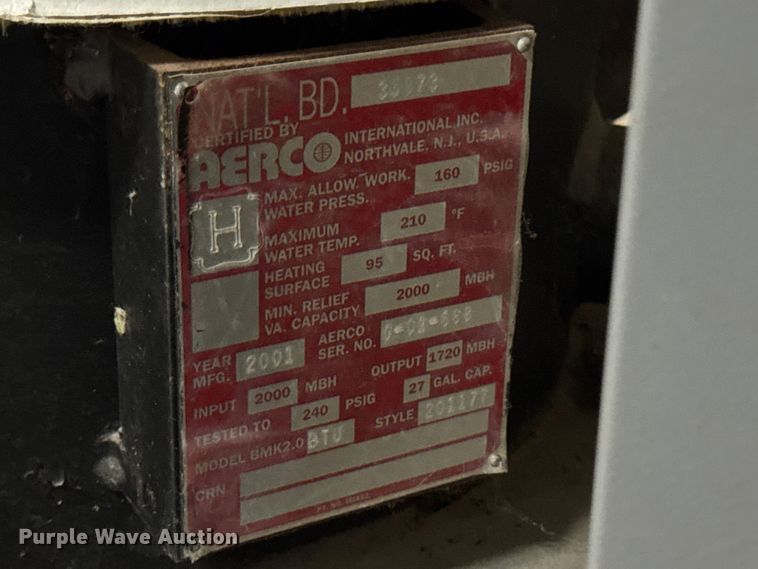 NAT'L. BD.
CERTIFIED BY
AERCO INTERNATIONAL INC.
NORTHVALE, N.J., U.S.A.
H
MAX. ALLOW. WORK. WATER PRESS. 160 PSIG
MAXIMUM WATER TEMP. 210 °F
HEATING SURFACE 95 SQ. FT.
MIN. RELIEF VA. CAPACITY 2000 MBH
YEAR MFG. 2001 AERCO SER. NO.
INPUT 2000 MBH OUTPUT 1720 MBH
TESTED TO 240 PSIG 27 GAL. CAP.
MODEL BMK2.0 BTU STYLE 201177
CRN
Purple Wave Auction